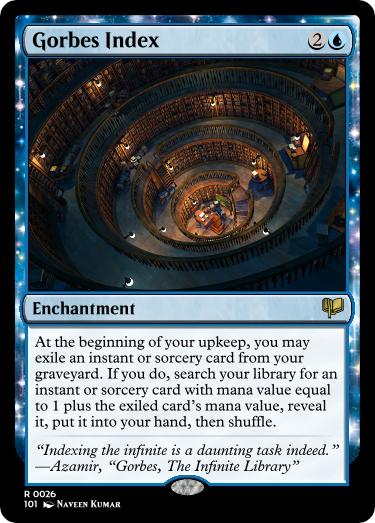 Gorbes Index 2
Enchantment
At the beginning of your upkeep, you may
exile an instant or sorcery card from your
graveyard. If you do, search your library for an
instant or sorcery card with mana value equal
to 1 plus the exiled card's mana value, reveal
it, put it into your hand, then shuffle.
"Indexing the infinite is a daunting task indeed."
—Azamir, "Gorbes, The Infinite Library"
R 0026
101 Naveen Kumar